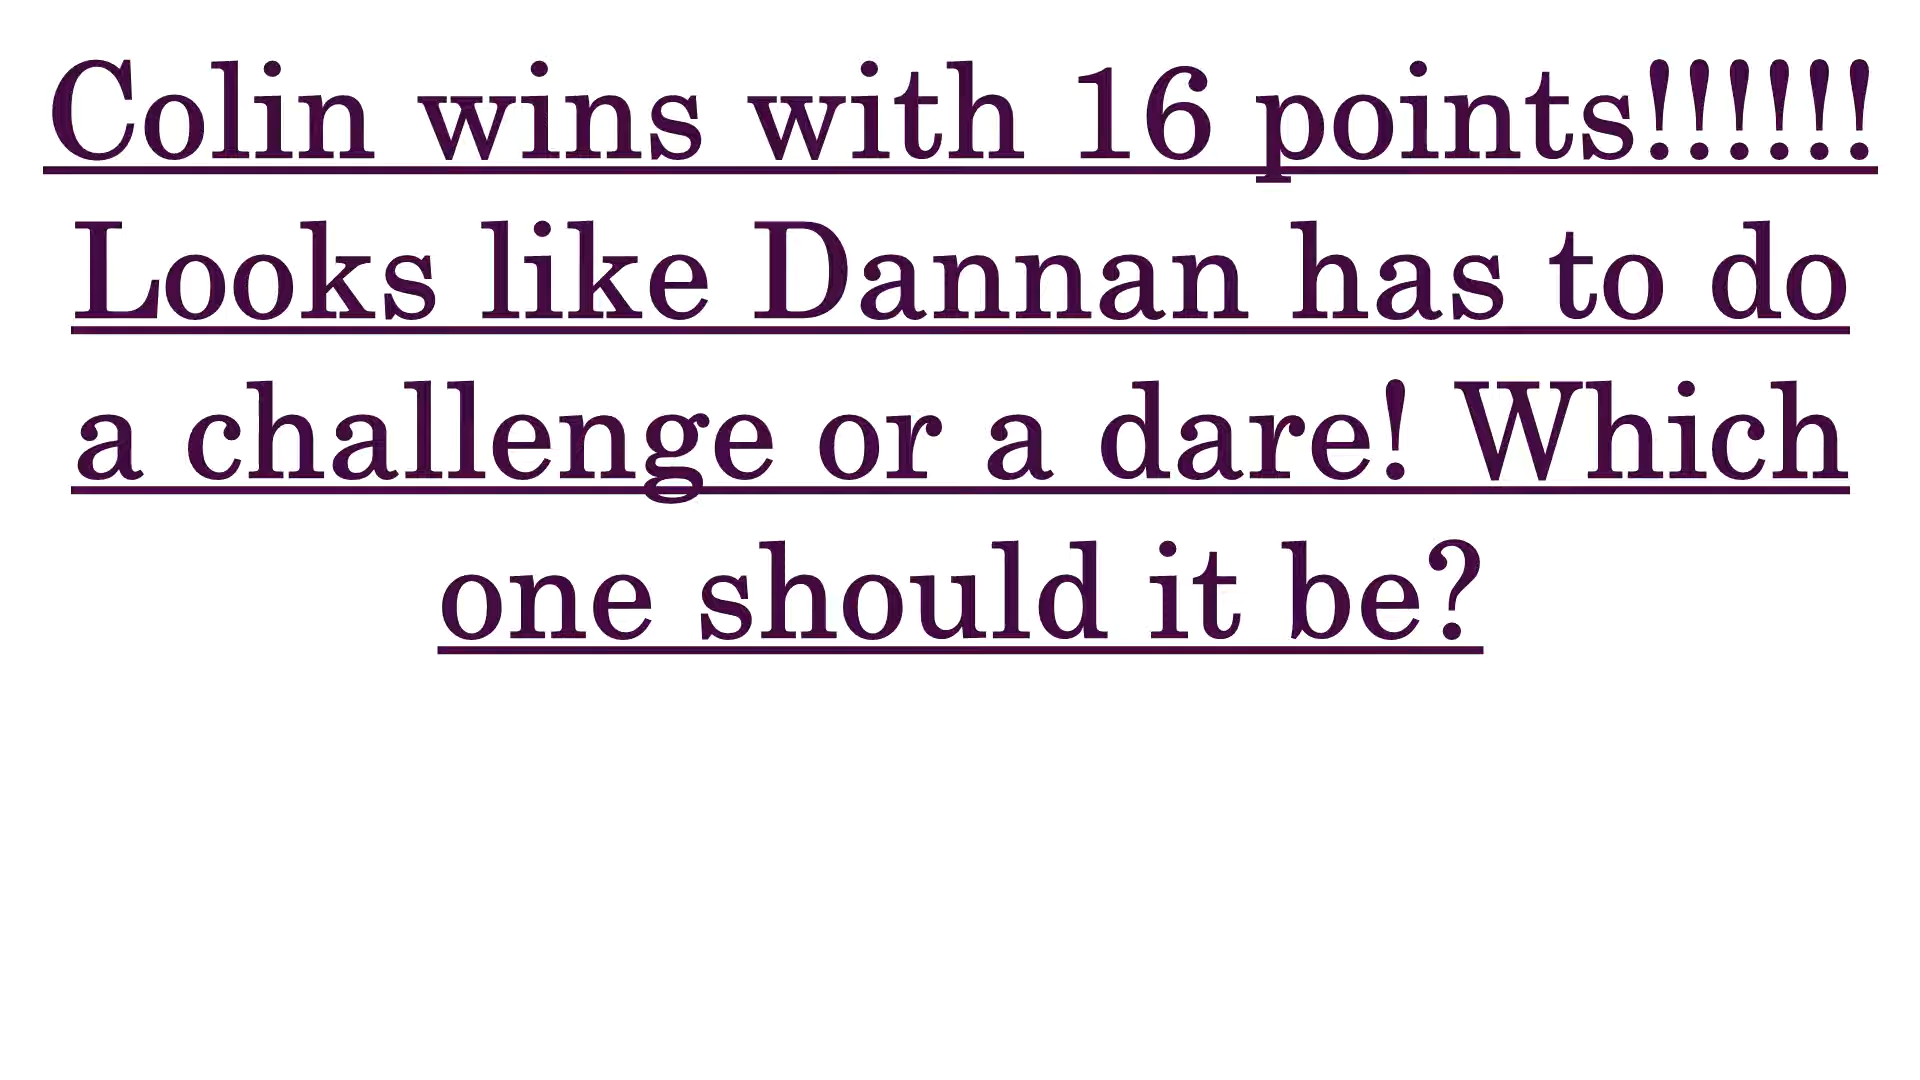 Colin wins with 16 points!!!!!!
Looks like Dannan has to do
a challenge or a dare! Which
one should it be?